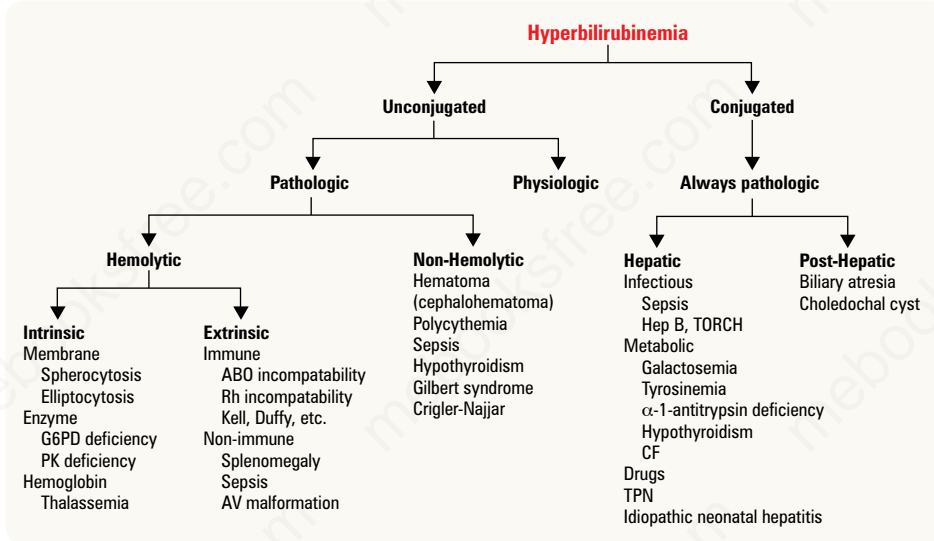 Hyperbilirubinemia
Unconjugated
Conjugated
Pathologic
Physiologic
Always pathologic
Hemolytic
Non-Hemolytic
Hematoma
(cephalohematoma)
Polycythemia
Sepsis
Hypothyroidism
Gilbert syndrome
Crigler-Najjar
Hepatic
Infectious
Sepsis
Hep B, TORCH
Metabolic
Galactosemia
Tyrosinemia
α-1-antitrypsin deficiency
Hypothyroidism
CF
Drugs
TPN
Idiopathic neonatal hepatitis
Post-Hepatic
Biliary atresia
Choledochal cyst
Intrinsic
Membrane
Spherocytosis
Elliptocytosis
Enzyme
G6PD deficiency
PK deficiency
Hemoglobin
Thalassemia
Extrinsic
Immune
ABO incompatability
Rh incompatability
Kell, Duffy, etc.
Non-immune
Splenomegaly
Sepsis
AV malformation
mebooksfree.com